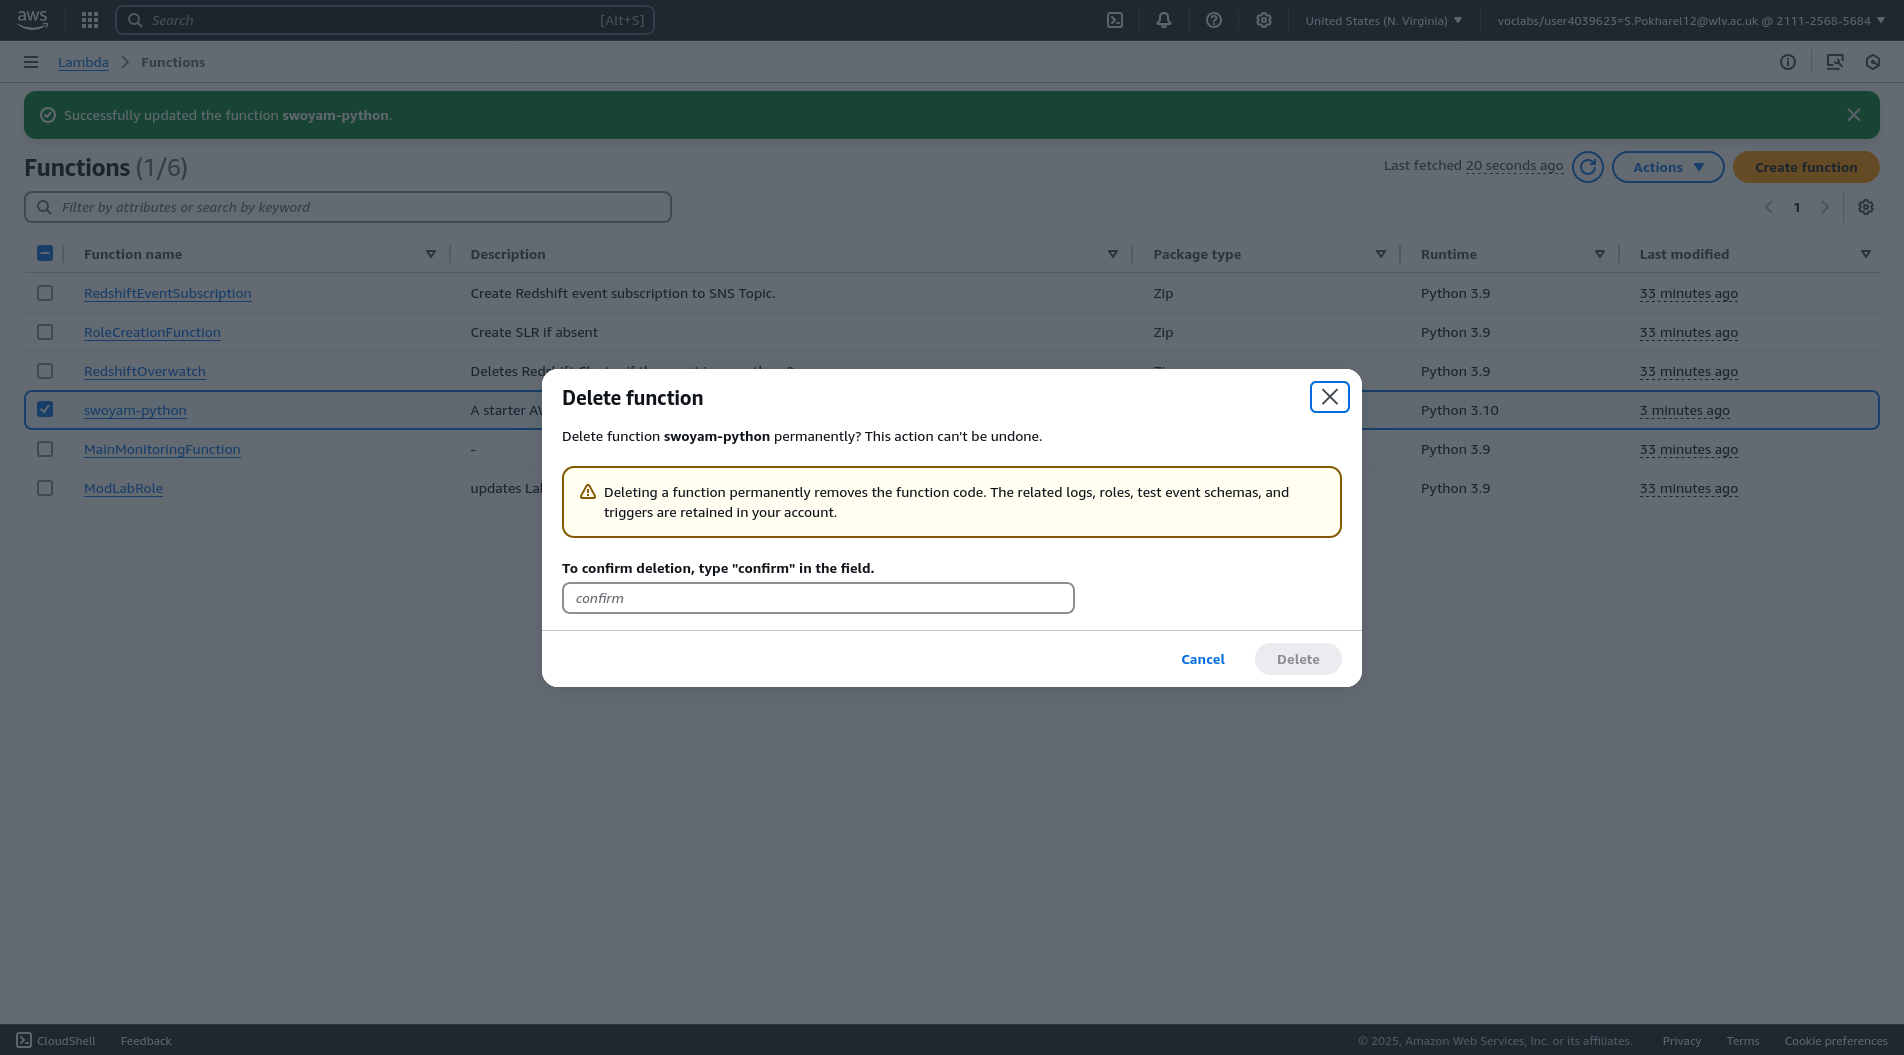 aws
Search [Alt+S]
United States (N. Virginia)
voclabs/user4039623=S.Pokharel12@wlv.ac.uk @ 2111-2568-5684
Lambda
Functions
Successfully updated the function swoyam-python.
Functions (1/6)
Last fetched 20 seconds ago
Actions
Create function
Filter by attributes or search by keyword
1
Function name Description Package type Runtime Last modified
RedshiftEventSubscription Create Redshift event subscription to SNS Topic. Zip Python 3.9 33 minutes ago
RoleCreationFunction Create SLR if absent Zip Python 3.9 33 minutes ago
RedshiftOverwatch Deletes Python 3.9 33 minutes ago
swoyam-python A starter Python 3.10 3 minutes ago
MainMonitoringFunction - Python 3.9 33 minutes ago
ModLabRole updates Python 3.9 33 minutes ago
Delete function
Delete function swoyam-python permanently? This action can't be undone.
Deleting a function permanently removes the function code. The related logs, roles, test event schemas, and
triggers are retained in your account.
To confirm deletion, type "confirm" in the field.
confirm
Cancel
Delete
CloudShell
Feedback
© 2025, Amazon Web Services, Inc. or its affiliates.
Privacy
Terms
Cookie preferences